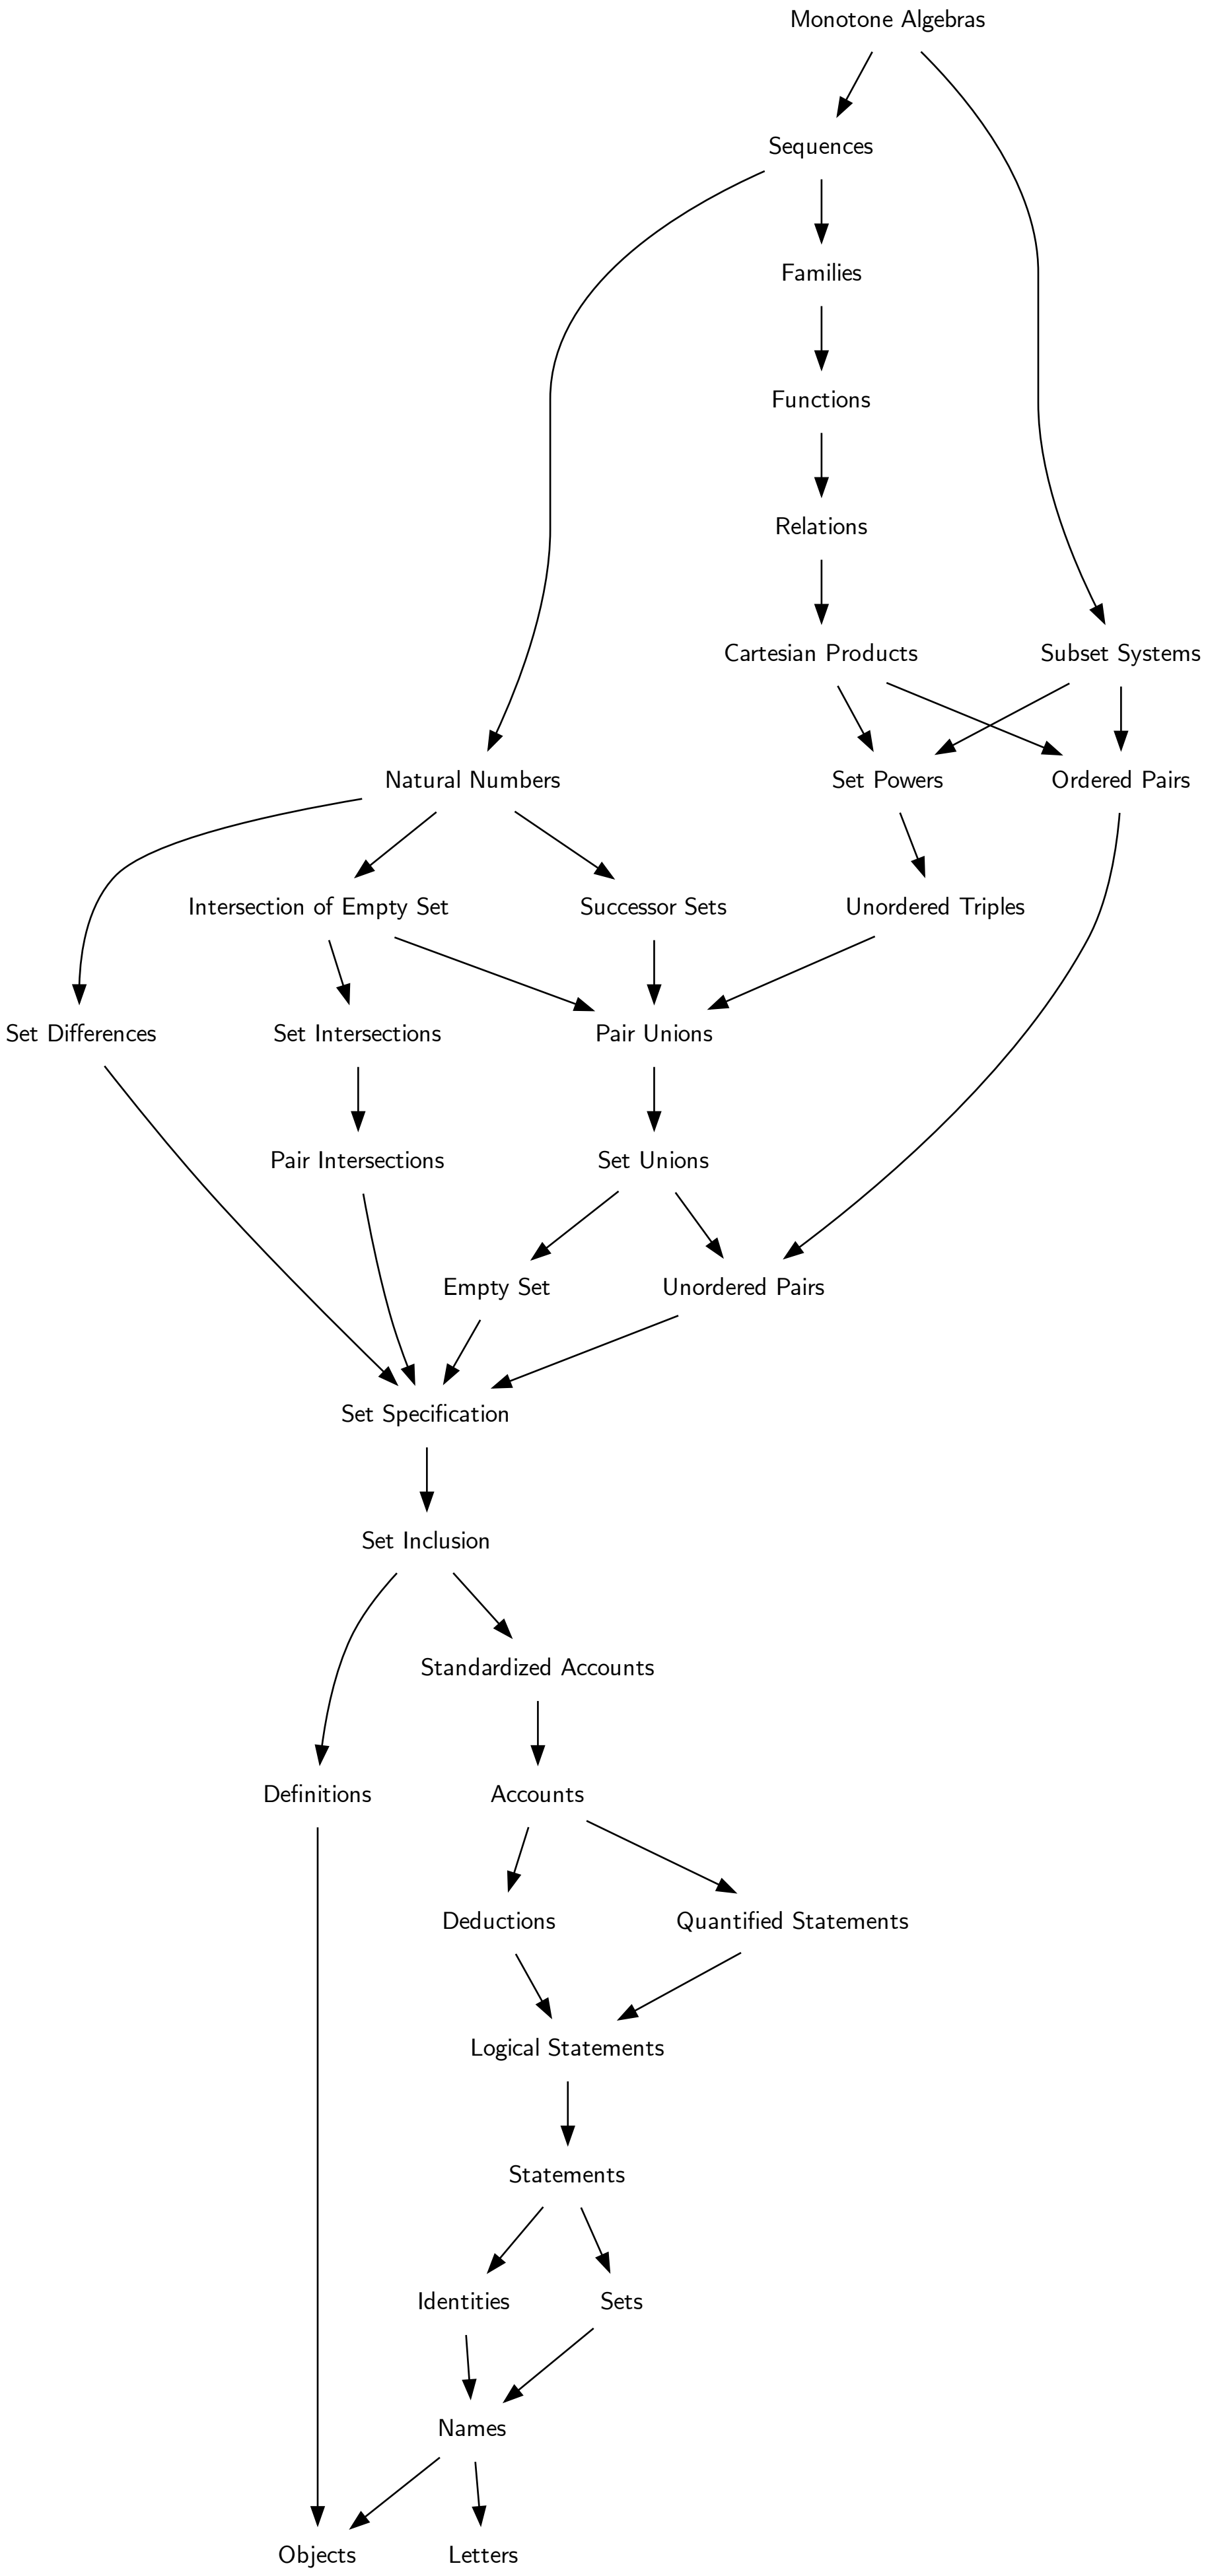 Monotone Algebras
Sequences
Families
Functions
Relations
Cartesian Products
Subset Systems
Natural Numbers
Set Powers
Ordered Pairs
Intersection of Empty Set
Successor Sets
Unordered Triples
Set Differences
Set Intersections
Pair Unions
Pair Intersections
Set Unions
Empty Set
Unordered Pairs
Set Specification
Set Inclusion
Standardized Accounts
Definitions
Accounts
Deductions
Quantified Statements
Logical Statements
Statements
Identities
Sets
Names
Objects
Letters